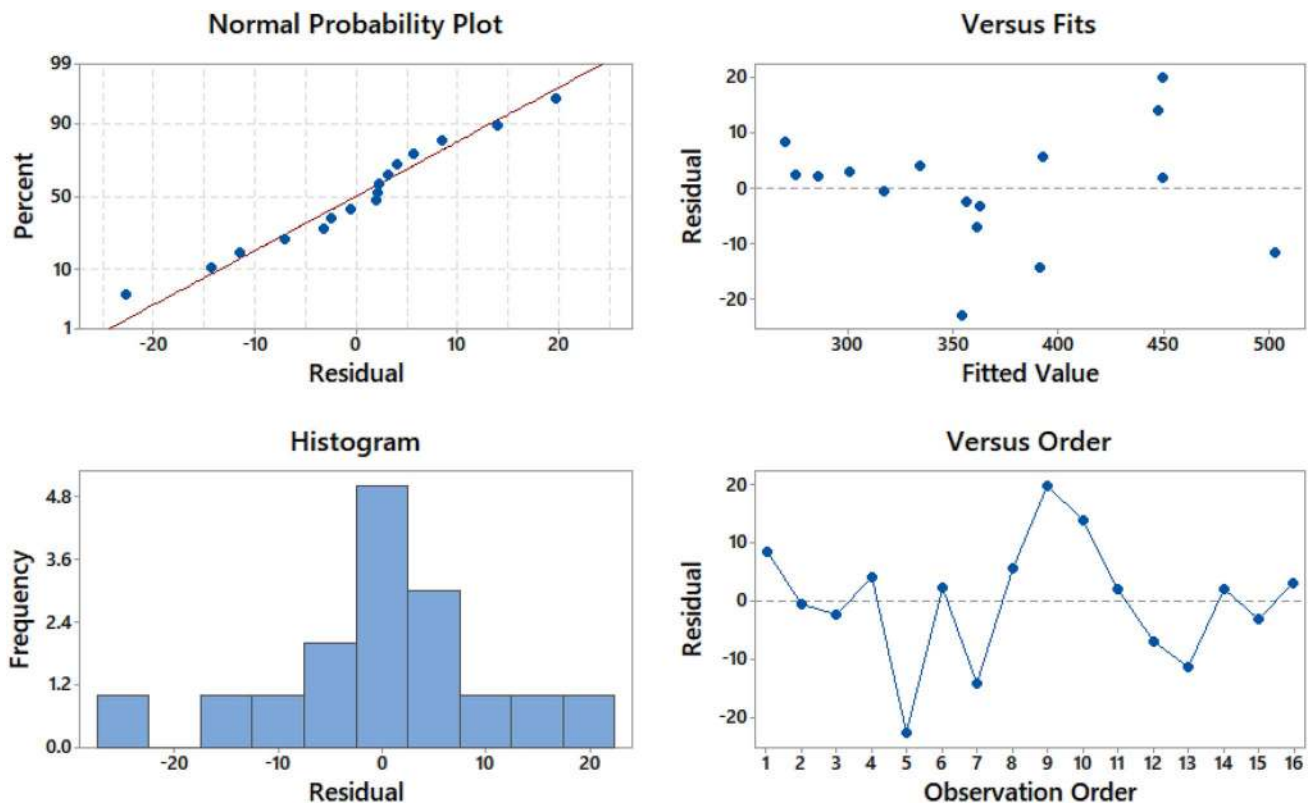 Normal Probability Plot
99
90
50
10
1
Percent
-20 -10 0 10 20
Residual
Versus Fits
20
10
0
-10
-20
Residual
300 350 400 450 500
Fitted Value
Histogram
4.8
3.6
2.4
1.2
0.0
Frequency
-20 -10 0 10 20
Residual
Versus Order
20
10
0
-10
-20
Residual
1 2 3 4 5 6 7 8 9 10 11 12 13 14 15 16
Observation Order